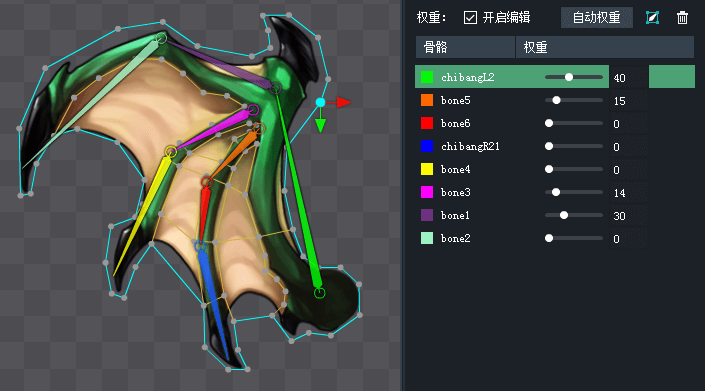 权重: 开启编辑 自动权重
骨骼 权重
chibangL2 40
bone5 15
bone6 0
chibangR21 0
bone4 0
bone3 14
bone1 30
bone2 0